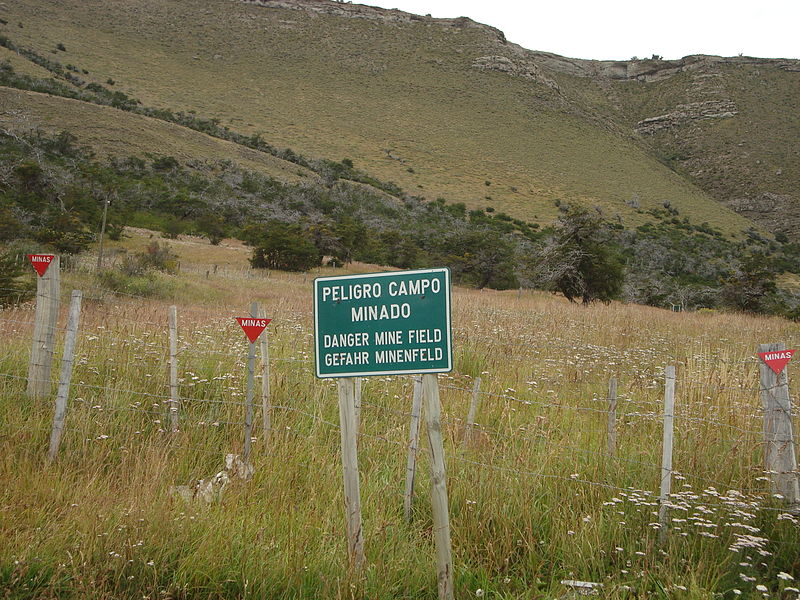 MINAS
MINAS
PELIGRO CAMPO
MINADO
DANGER MINE FIELD
GEFAHR MINENFELD
MINAS